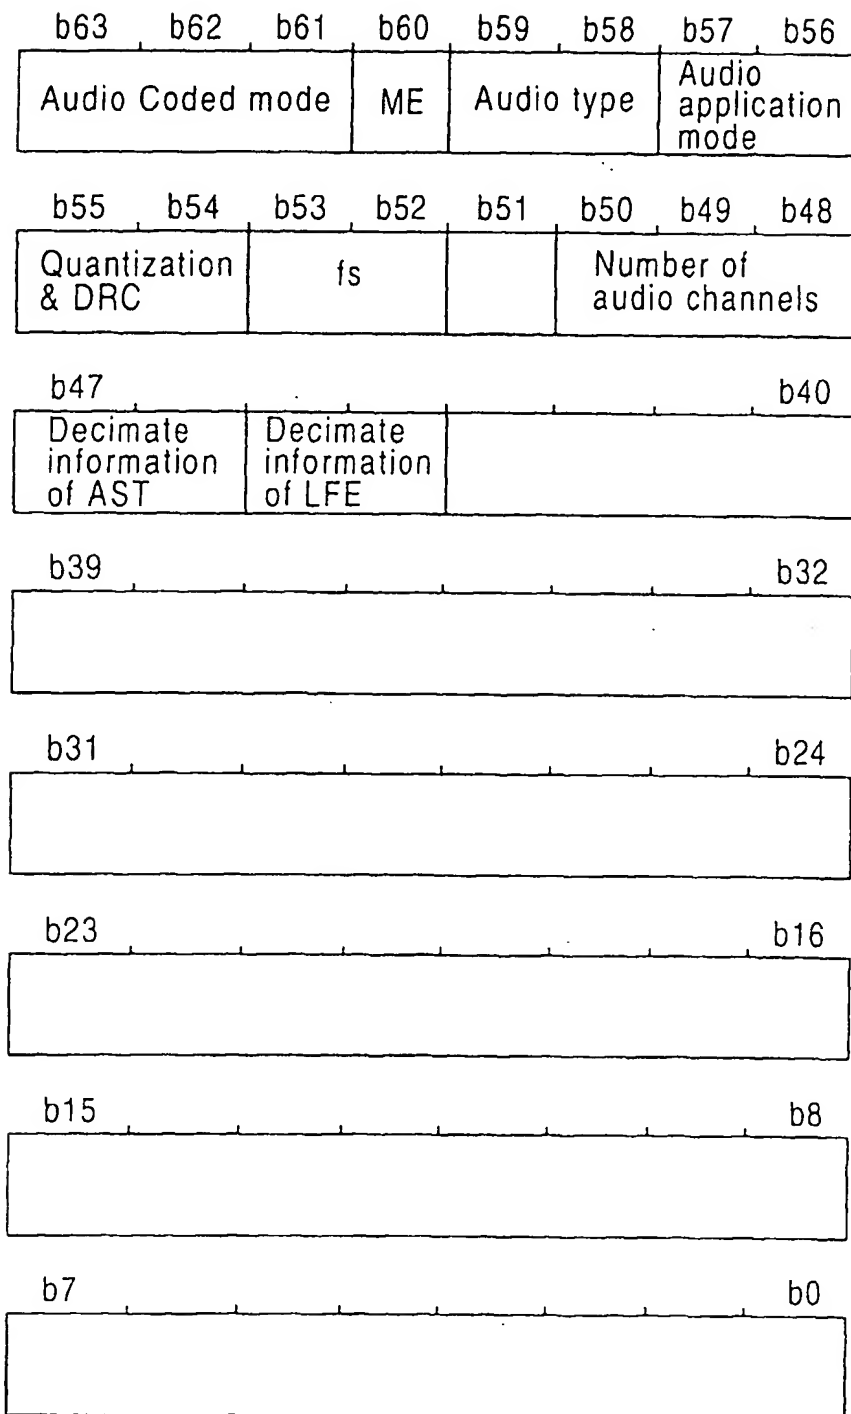 b63 b62 b61 b60 b59 b58 b57 b56
Audio Coded mode
ME
Audio type
Audio
application
mode
b55 b54 b53 b52 b51 b50 b49 b48
Quantization
& DRC
fs
Number of
audio channels
b47 b40
Decimate
information
of AST
Decimate
information
of LFE
b39 b32
b31 b24
b23 b16
b15 b8
b7 b0